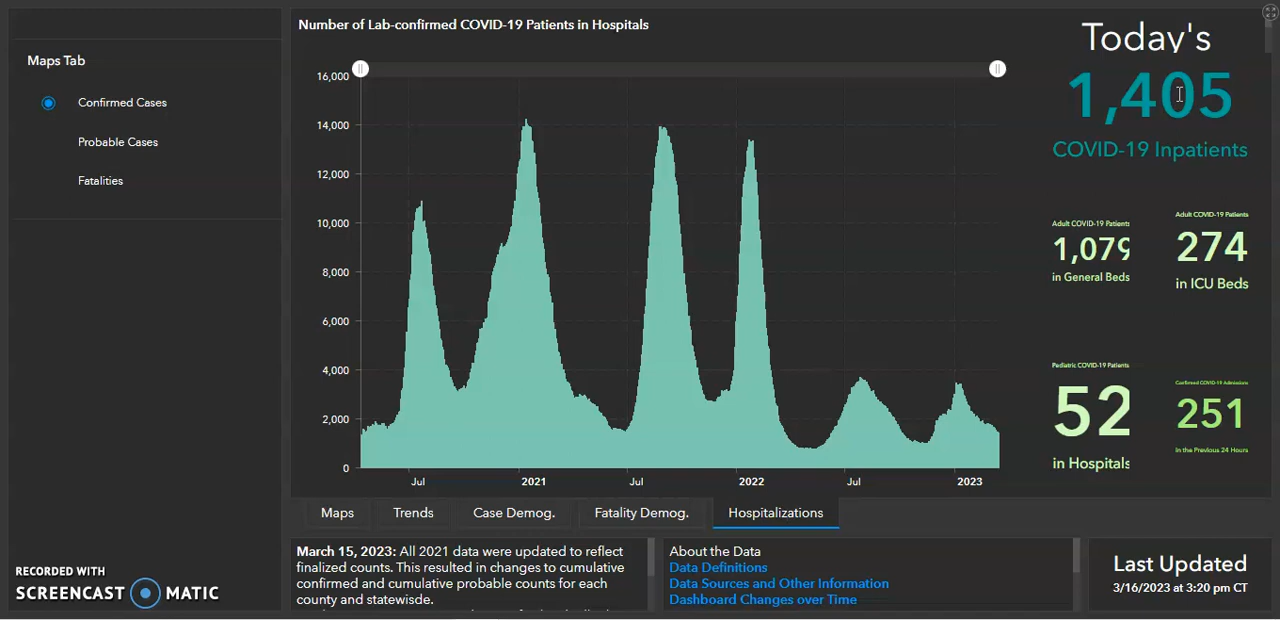 Maps Tab
Confirmed Cases
Probable Cases
Fatalities
RECORDED WITH
SCREENCAST MATIC
Number of Lab-confirmed COVID-19 Patients in Hospitals
16,000
14,000
12,000
10,000
8,000
6,000
4,000
2,000
0
Jul 2021 Jul 2022 Jul 2023
Maps Trends Case Demog. Fatality Demog. Hospitalizations
March 15, 2023: All 2021 data were updated to reflect
finalized counts. This resulted in changes to cumulative
confirmed and cumulative probable counts for each
county and statewisde.
About the Data
Data Definitions
Data Sources and Other Information
Dashboard Changes over Time
Today's
1,405
COVID-19 Inpatients
Adult COVID-19 Patients
1,079
in General Beds
Adult COVID-19 Patients
274
in ICU Beds
Pediatric COVID-19 Patients
52
in Hospitals
Confirmed COVID-19 Admissions
251
in the Previous 24 Hours
Last Updated
3/16/2023 at 3:20 pm CT